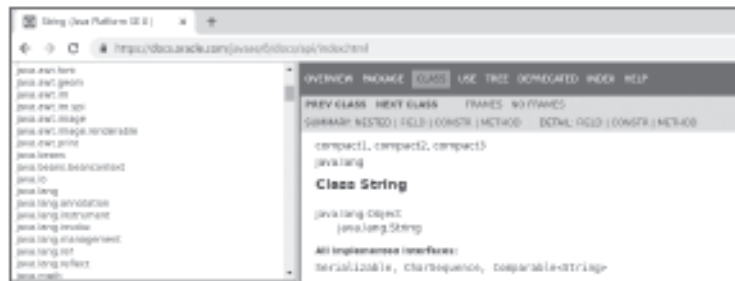 String (Java Platform SE 8 )
https://docs.oracle.com/javase/8/docs/api/index.html
java.awt.font
java.awt.geom
java.awt.im
java.awt.im.spi
java.awt.image
java.awt.image.renderable
java.awt.print
java.beans
java.beans.beancontext
java.io
java.lang
java.lang.annotation
java.lang.instrument
java.lang.invoke
java.lang.management
java.lang.ref
java.lang.reflect
java.math
OVERVIEW PACKAGE CLASS USE TREE DEPRECATED INDEX HELP
PREV CLASS NEXT CLASS FRAMES NO FRAMES
SUMMARY: NESTED | FIELD | CONSTR | METHOD DETAIL: FIELD | CONSTR | METHOD
compact1, compact2, compact3
java.lang
Class String
java.lang.Object
java.lang.String
All Implemented Interfaces:
Serializable, CharSequence, Comparable<String>